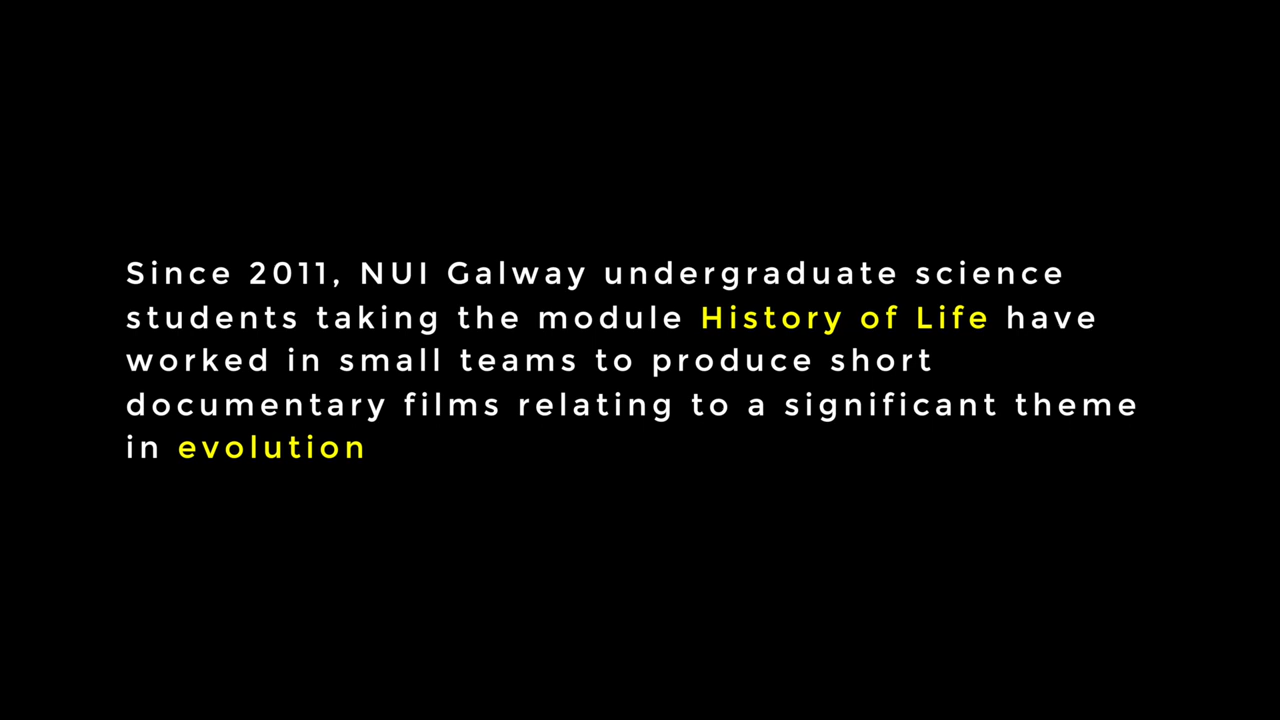 Since 2011, NUI Galway undergraduate science
students taking the module History of Life have
worked in small teams to produce short
documentary films relating to a significant theme
in evolution